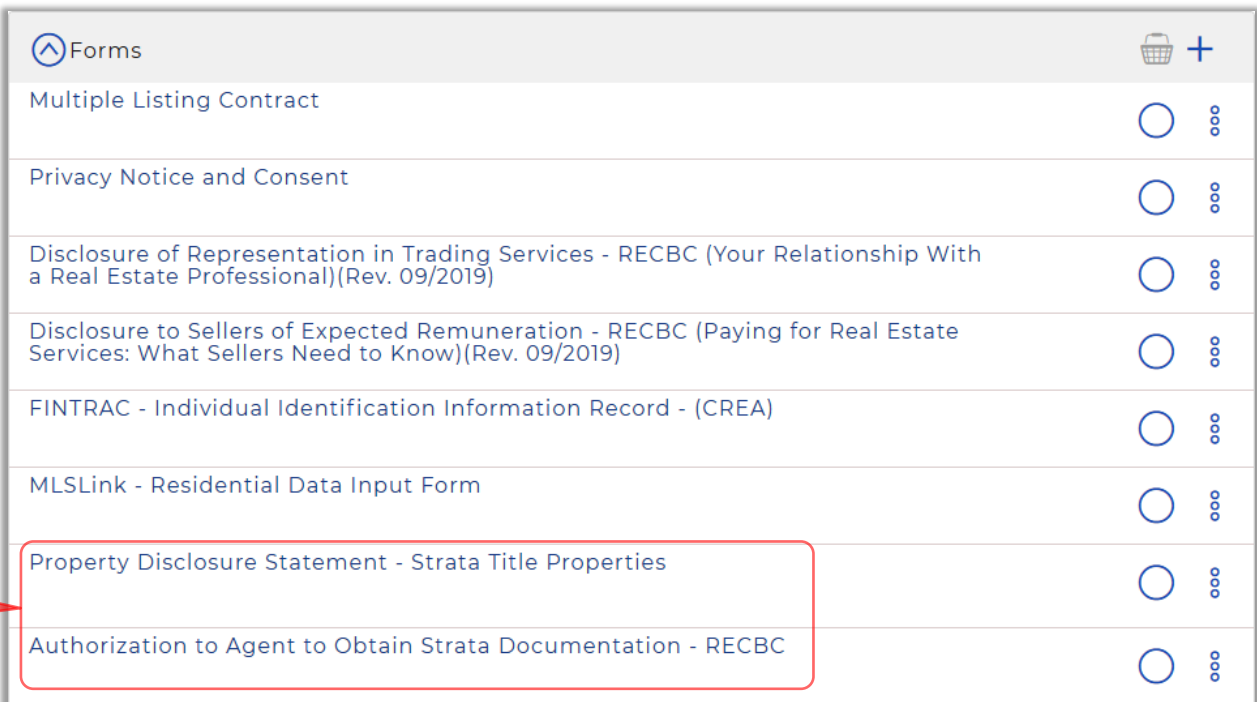 Forms
Multiple Listing Contract
Privacy Notice and Consent
Disclosure of Representation in Trading Services - RECBC (Your Relationship With
a Real Estate Professional)(Rev. 09/2019)
Disclosure to Sellers of Expected Remuneration - RECBC (Paying for Real Estate
Services: What Sellers Need to Know)(Rev. 09/2019)
FINTRAC - Individual Identification Information Record - (CREA)
MLSLink - Residential Data Input Form
Property Disclosure Statement - Strata Title Properties
Authorization to Agent to Obtain Strata Documentation - RECBC